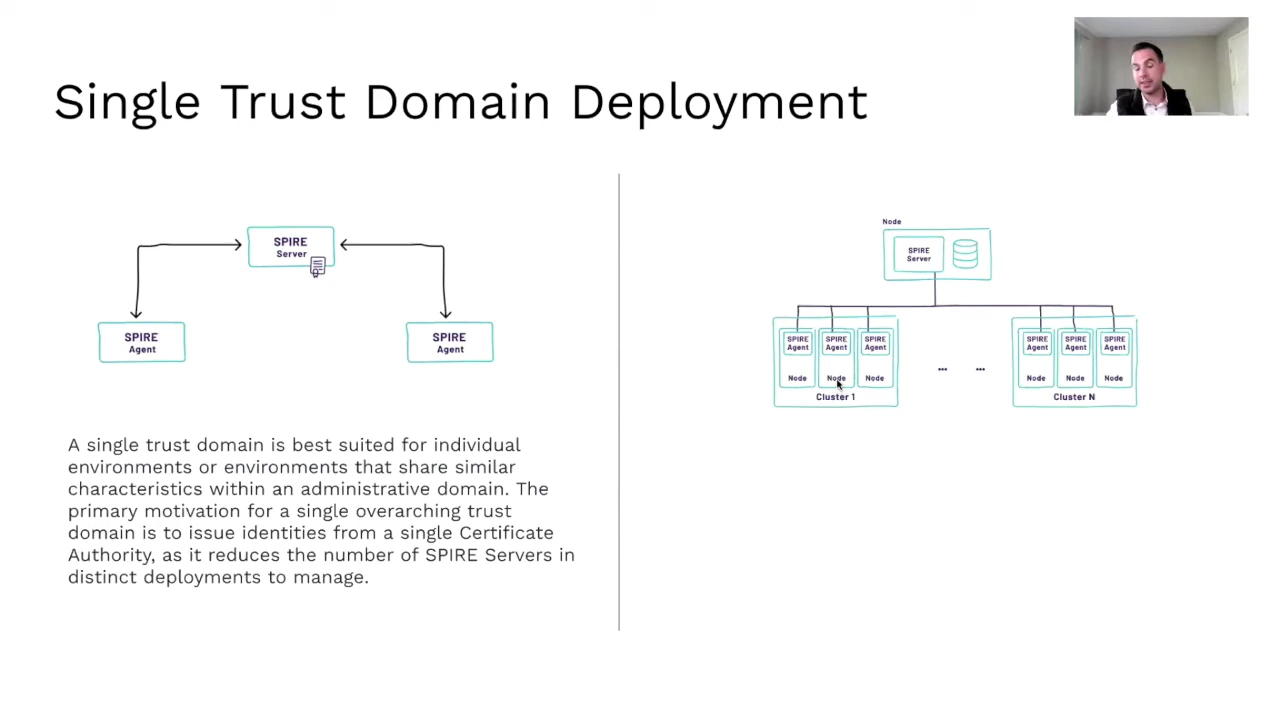 Single Trust Domain Deployment
SPIRE
Server
SPIRE
Agent
SPIRE
Agent
A single trust domain is best suited for individual
environments or environments that share similar
characteristics within an administrative domain. The
primary motivation for a single overarching trust
domain is to issue identities from a single Certificate
Authority, as it reduces the number of SPIRE Servers in
distinct deployments to manage.
Node
SPIRE
Server
SPIRE
Agent
Node
SPIRE
Agent
Node
SPIRE
Agent
Node
Cluster 1
... ...
SPIRE
Agent
Node
SPIRE
Agent
Node
SPIRE
Agent
Node
Cluster N